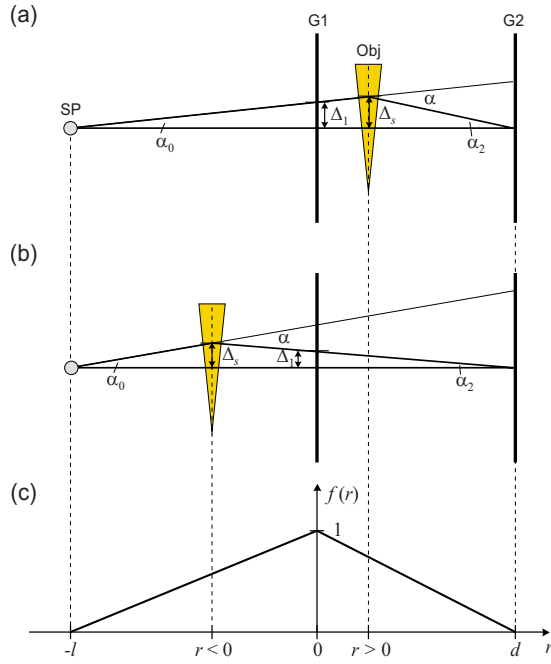 (a)
G1
G2
Obj
SP
α
Δ₁
Δₛ
α₀
α₂
(b)
α
Δₛ
Δ₁
α₀
α₂
(c)
f(r)
1
-l
r < 0
0
r > 0
d
r